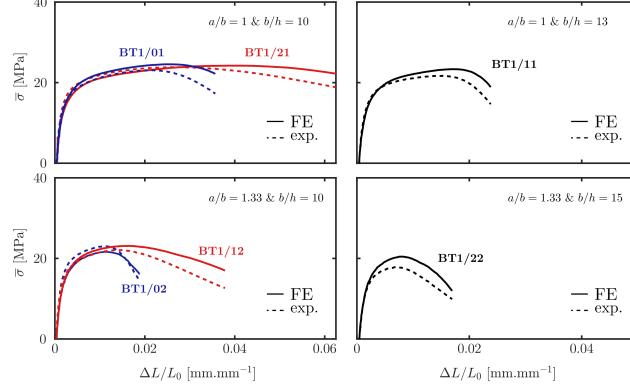 a/b = 1 & b/h = 10
a/b = 1 & b/h = 13
40
BT1/01
BT1/21
BT1/11
20
σ̅ [MPa]
FE
exp.
FE
exp.
0
40
a/b = 1.33 & b/h = 10
a/b = 1.33 & b/h = 15
BT1/12
BT1/22
20
σ̅ [MPa]
BT1/02
FE
exp.
FE
exp.
0
0
0.02
0.04
0.06
0
0.02
0.04
ΔL/L₀ [mm.mm⁻¹]
ΔL/L₀ [mm.mm⁻¹]